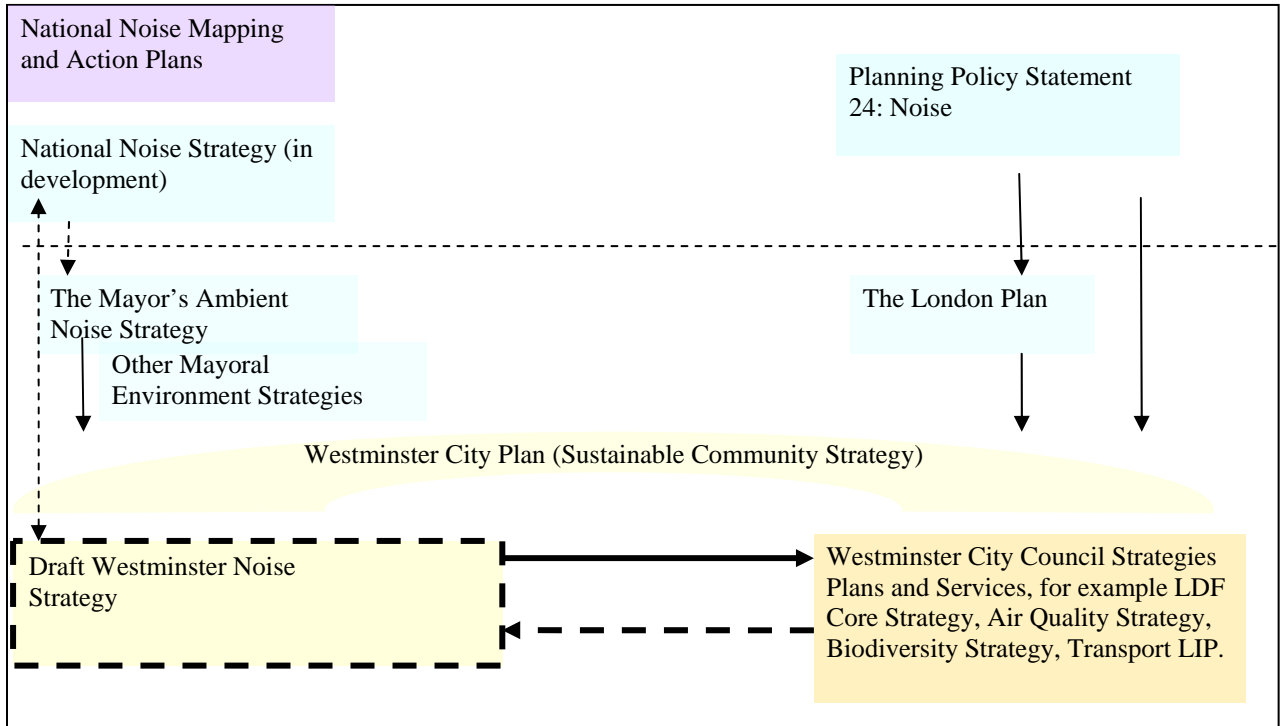 National Noise Mapping
and Action Plans
Planning Policy Statement
24: Noise
National Noise Strategy (in
development)
The Mayor’s Ambient
Noise Strategy
The London Plan
Other Mayoral
Environment Strategies
Westminster City Plan (Sustainable Community Strategy)
Draft Westminster Noise
Strategy
Westminster City Council Strategies
Plans and Services, for example LDF
Core Strategy, Air Quality Strategy,
Biodiversity Strategy, Transport LIP.